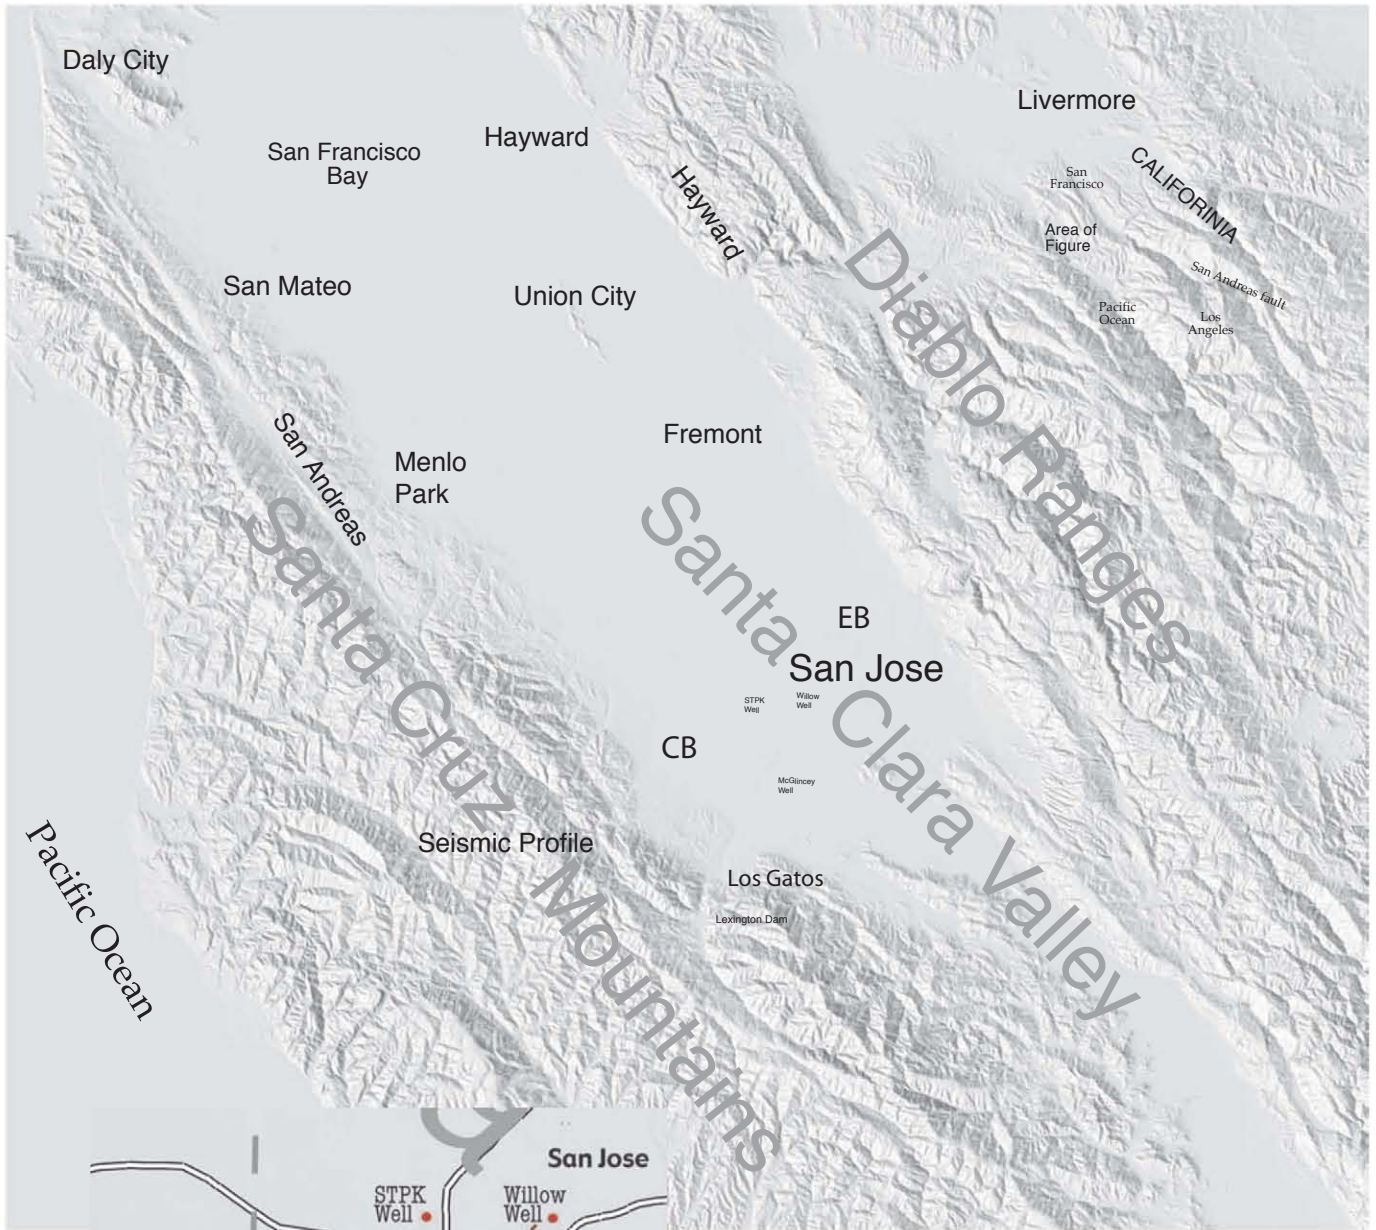 Daly City
Livermore
San Francisco
Bay
Hayward
Hayward
CALIFORINIA
San
Francisco
Area of
Figure
San Andreas fault
Pacific
Ocean
Los
Angeles
San Mateo
Union City
Diablo Ranges
San Andreas
Menlo
Park
Fremont
Santa Cruz Mountains
Santa Clara Valley
EB
San Jose
STPK
Well
Willow
Well
CB
McGlincey
Well
Seismic Profile
Los Gatos
Lexington Dam
Pacific Ocean
San Jose
STPK
Well
Willow
Well